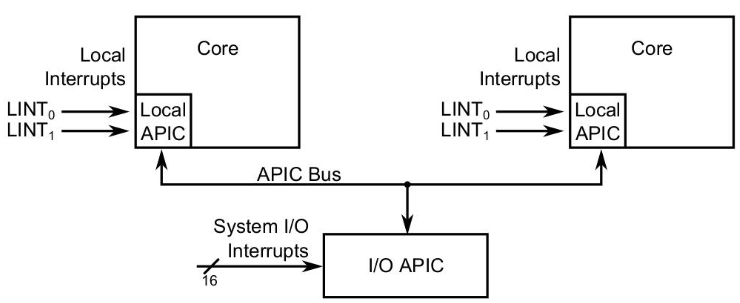 Core
Local
Interrupts
LINT₀
LINT₁
Local
APIC
Core
Local
Interrupts
LINT₀
LINT₁
Local
APIC
APIC Bus
System I/O
Interrupts
16
I/O APIC